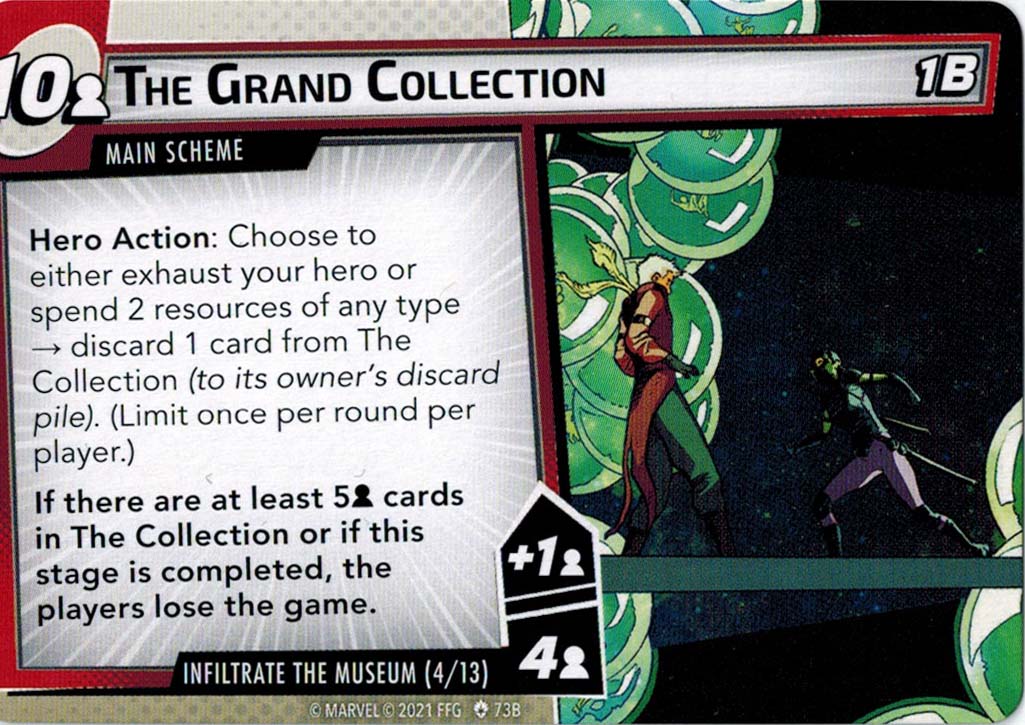 10
THE GRAND COLLECTION
1B
MAIN SCHEME
Hero Action: Choose to
either exhaust your hero or
spend 2 resources of any type
→ discard 1 card from The
Collection (to its owner's discard
pile). (Limit once per round per
player.)
If there are at least 5 cards
in The Collection or if this
stage is completed, the
players lose the game.
+1
4
INFILTRATE THE MUSEUM (4/13)
© MARVEL © 2021 FFG 73B